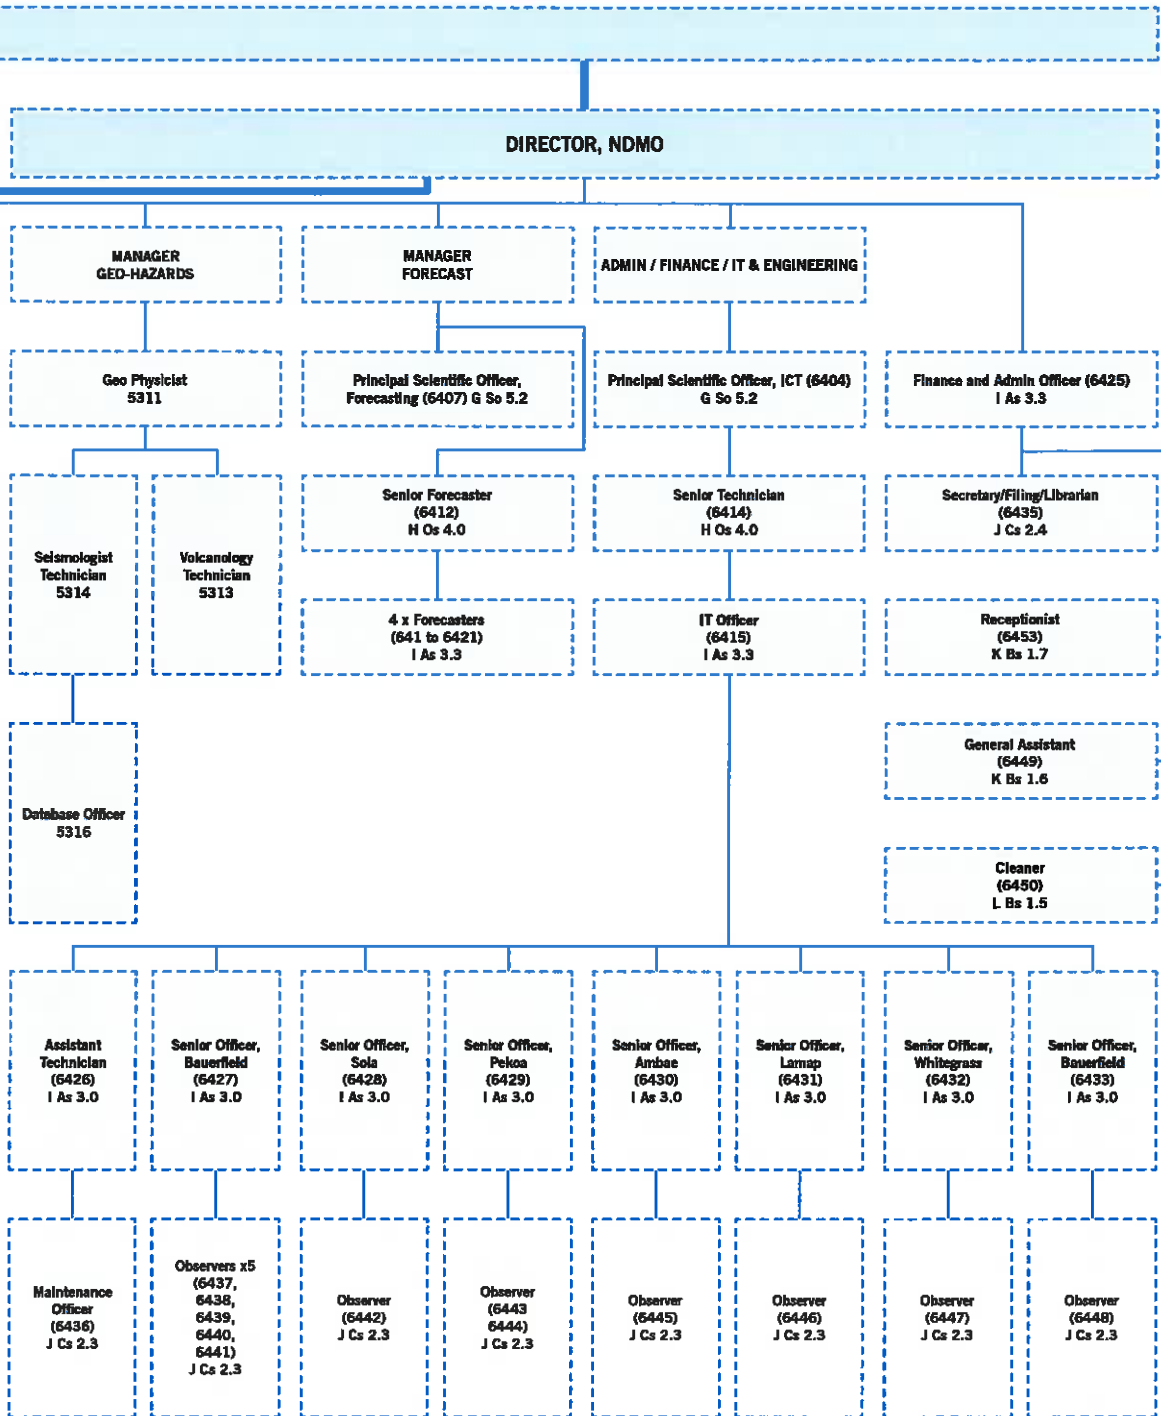 DIRECTOR, NDMO
MANAGER
GEO-HAZARDS
MANAGER
FORECAST
ADMIN / FINANCE / IT & ENGINEERING
Geo Physicist
5311
Principal Scientific Officer,
Forecasting (6407) G So 5.2
Principal Scientific Officer, ICT (6404)
G So 5.2
Finance and Admin Officer (6425)
I As 3.3
Seismologist
Technician
5314
Volcanology
Technician
5313
Senior Forecaster
(6412)
H Os 4.0
Senior Technician
(6414)
H Os 4.0
Secretary/Filing/Librarian
(6435)
J Cs 2.4
4 x Forecasters
(641 to 6421)
I As 3.3
IT Officer
(6415)
I As 3.3
Receptionist
(6453)
K Bs 1.7
Database Officer
5316
General Assistant
(6449)
K Bs 1.6
Cleaner
(6450)
L Bs 1.5
Assistant
Technician
(6426)
I As 3.0
Senior Officer,
Bauerfield
(6427)
I As 3.0
Senior Officer,
Sola
(6428)
I As 3.0
Senior Officer,
Pekoa
(6429)
I As 3.0
Senior Officer,
Ambae
(6430)
I As 3.0
Senior Officer,
Lamap
(6431)
I As 3.0
Senior Officer,
Whitegrass
(6432)
I As 3.0
Senior Officer,
Bauerfield
(6433)
I As 3.0
Maintenance
Officer
(6436)
J Cs 2.3
Observers x5
(6437,
6438,
6439,
6440,
6441)
J Cs 2.3
Observer
(6442)
J Cs 2.3
Observer
(6443
6444)
J Cs 2.3
Observer
(6445)
J Cs 2.3
Observer
(6446)
J Cs 2.3
Observer
(6447)
J Cs 2.3
Observer
(6448)
J Cs 2.3